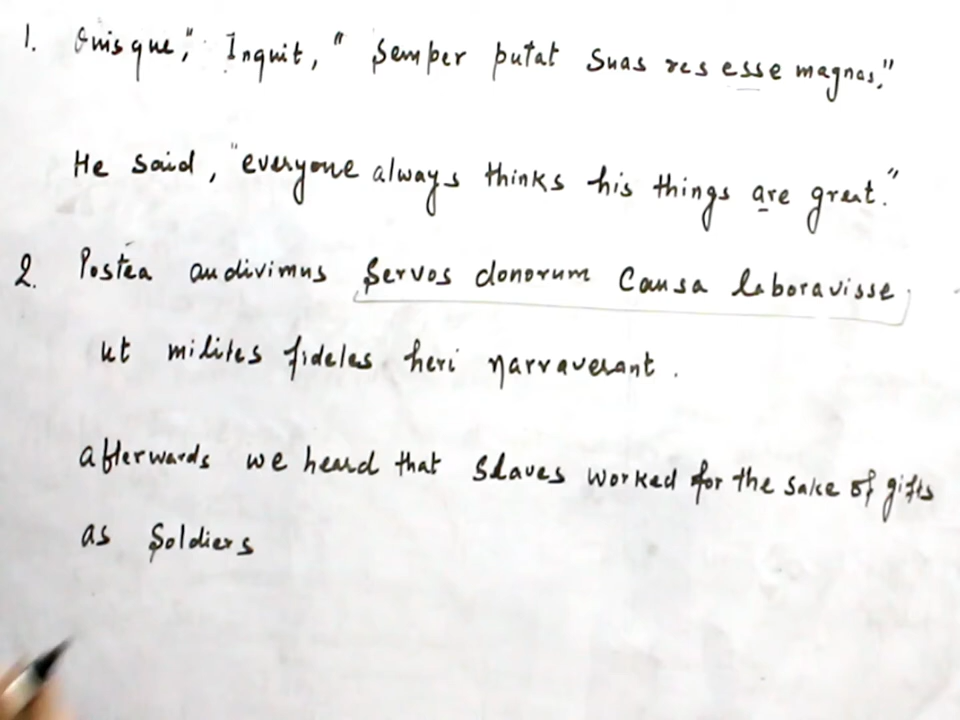 1. Quisque," Inquit, " Semper putat suas res esse magnas."
He said, "everyone always thinks his things are great."
2. Postea audivimus servos donorum Causa laboravisse.
ut milites fideles heri narraverant.
afterwards we heard that slaves worked for the sake of gifts
as soldiers